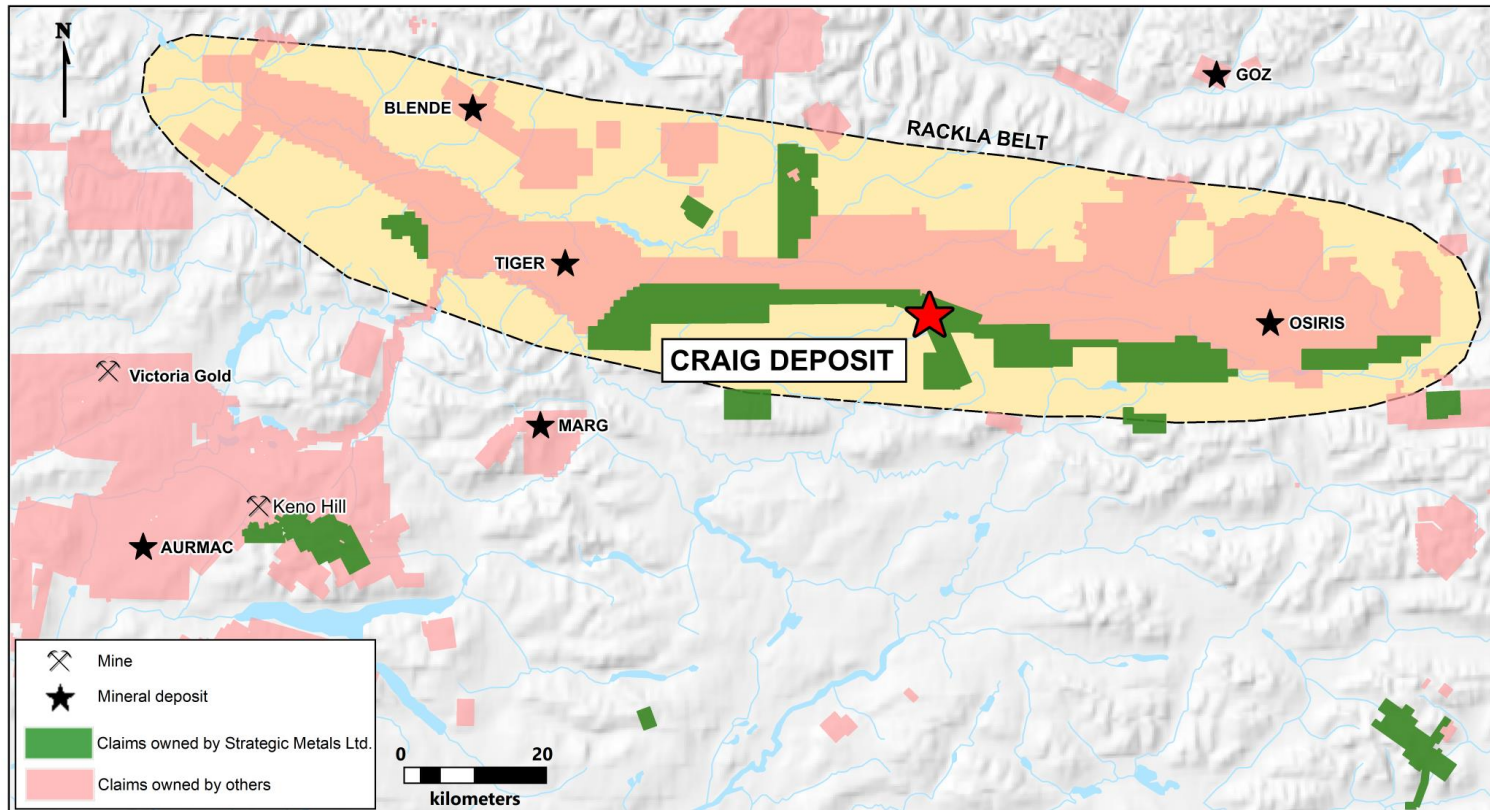 N
GOZ
BLENDE
RACKLA BELT
TIGER
OSIRIS
CRAIG DEPOSIT
Victoria Gold
MARG
Keno Hill
AURMAC
Mine
Mineral deposit
Claims owned by Strategic Metals Ltd.
Claims owned by others
0 20
kilometers